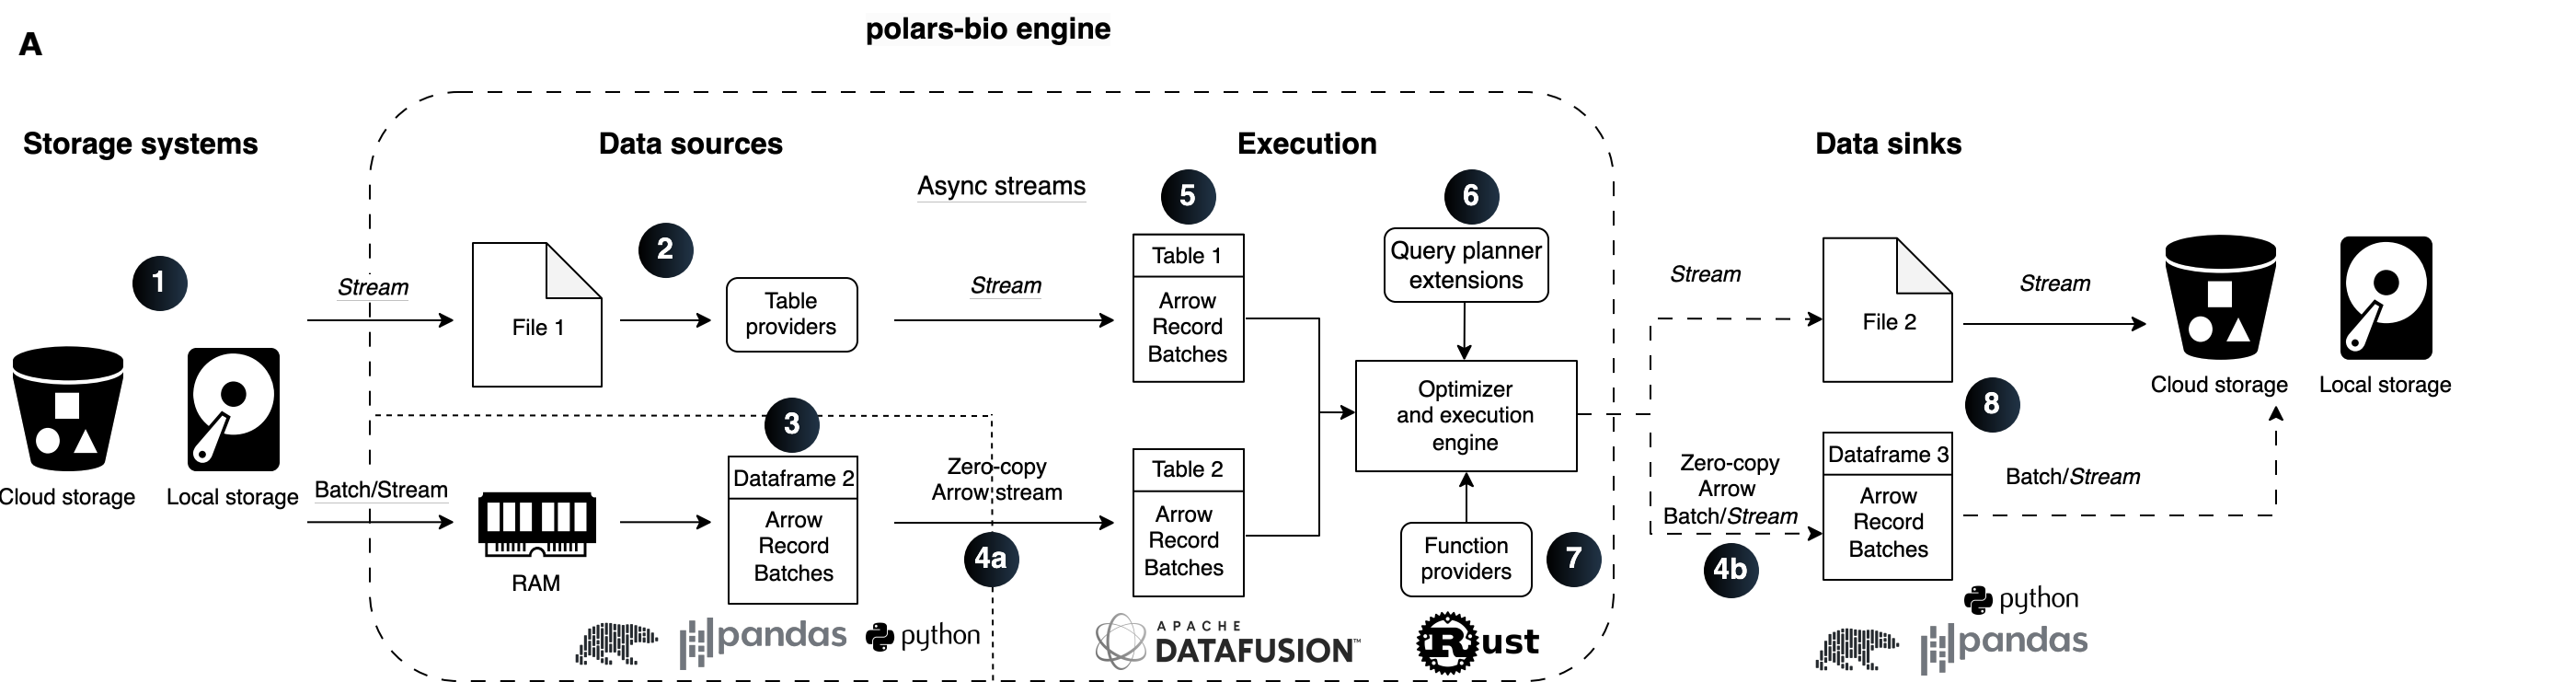 A
polars-bio engine
Storage systems
Data sources
Execution
Data sinks
Async streams
1
Cloud storage
Local storage
Stream
File 1
2
Table
providers
Stream
5
Table 1
Arrow
Record
Batches
6
Query planner
extensions
Optimizer
and execution
engine
Batch/Stream
RAM
3
Dataframe 2
Arrow
Record
Batches
Zero-copy
Arrow stream
4a
Table 2
Arrow
Record
Batches
Function
providers
7
pandas
python
APACHE
DATAFUSION™
Rust
Stream
File 2
Stream
Cloud storage
Local storage
8
Zero-copy
Arrow
Batch/Stream
4b
Dataframe 3
Arrow
Record
Batches
Batch/Stream
python
pandas